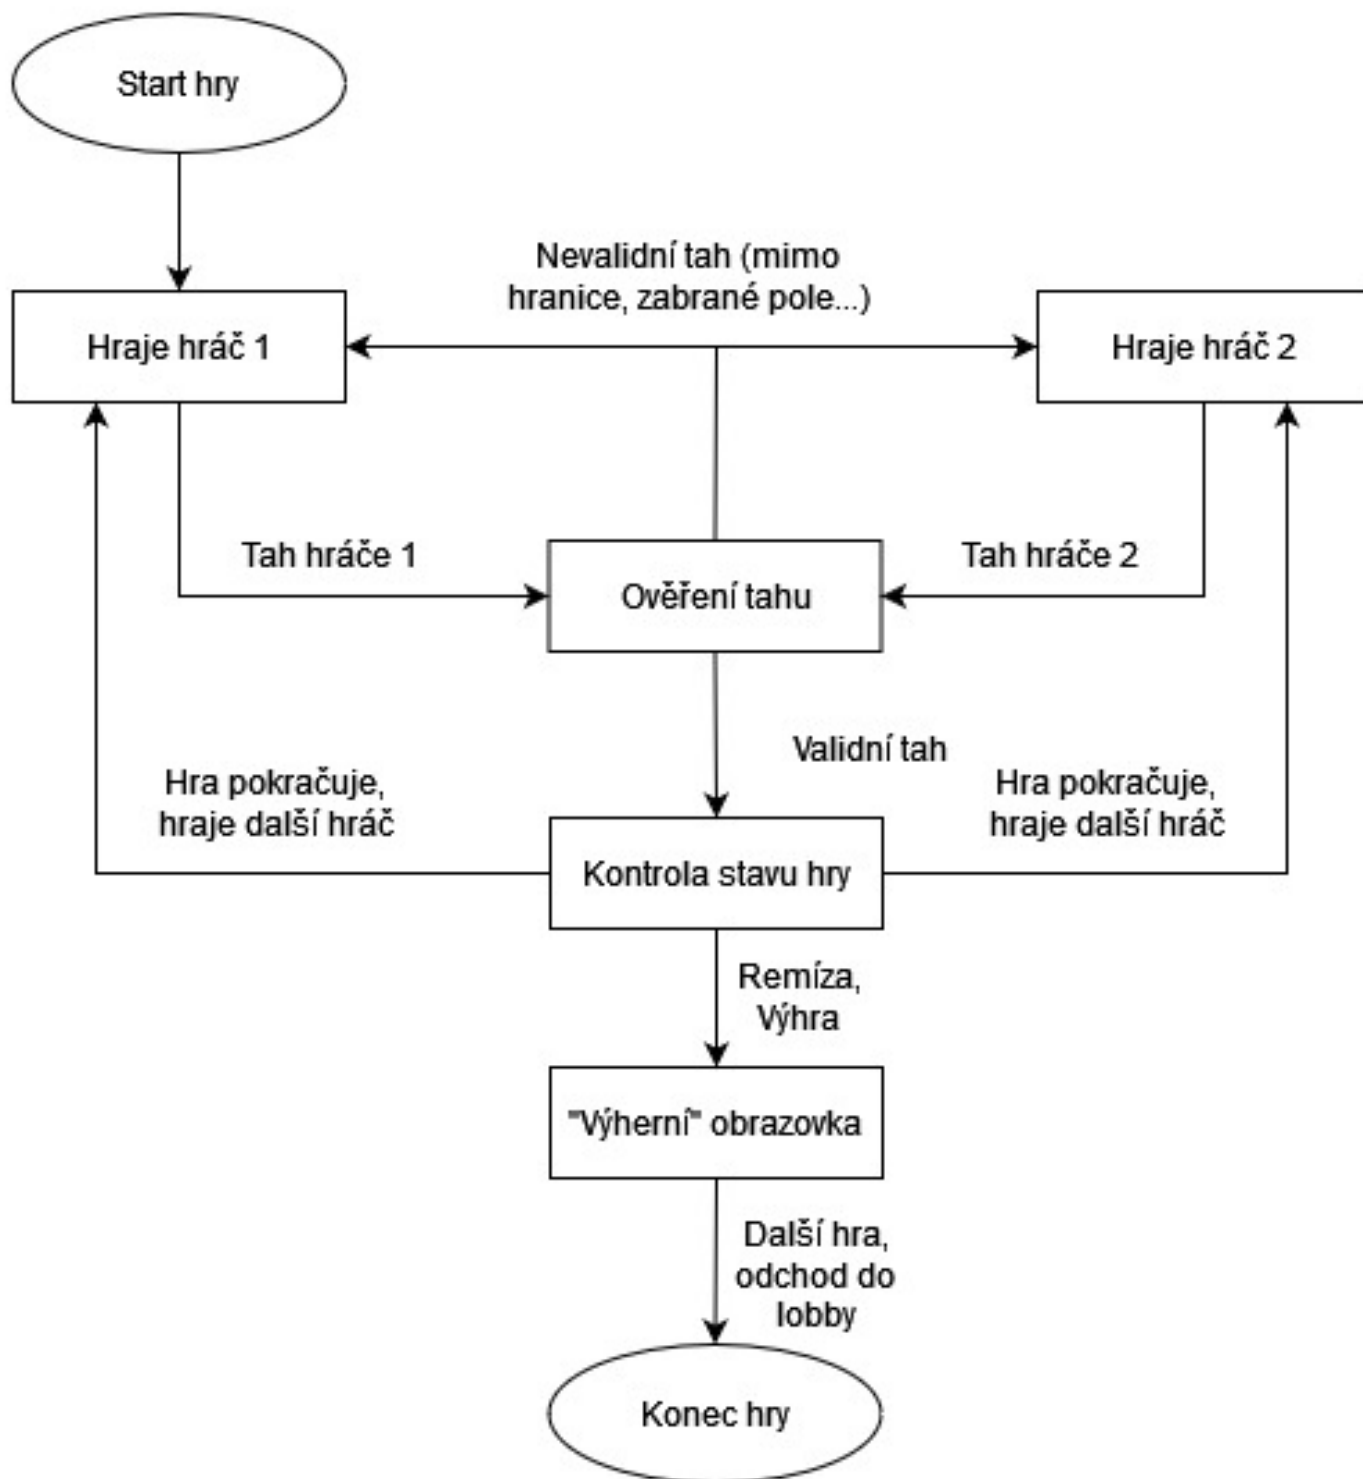 Start hry
Nevalidní tah (mimo
hranice, zabrané pole...)
Hraje hráč 1
Hraje hráč 2
Tah hráče 1
Tah hráče 2
Ověření tahu
Validní tah
Hra pokračuje,
hraje další hráč
Hra pokračuje,
hraje další hráč
Kontrola stavu hry
Remíza,
Výhra
"Výherní" obrazovka
Další hra,
odchod do
lobby
Konec hry